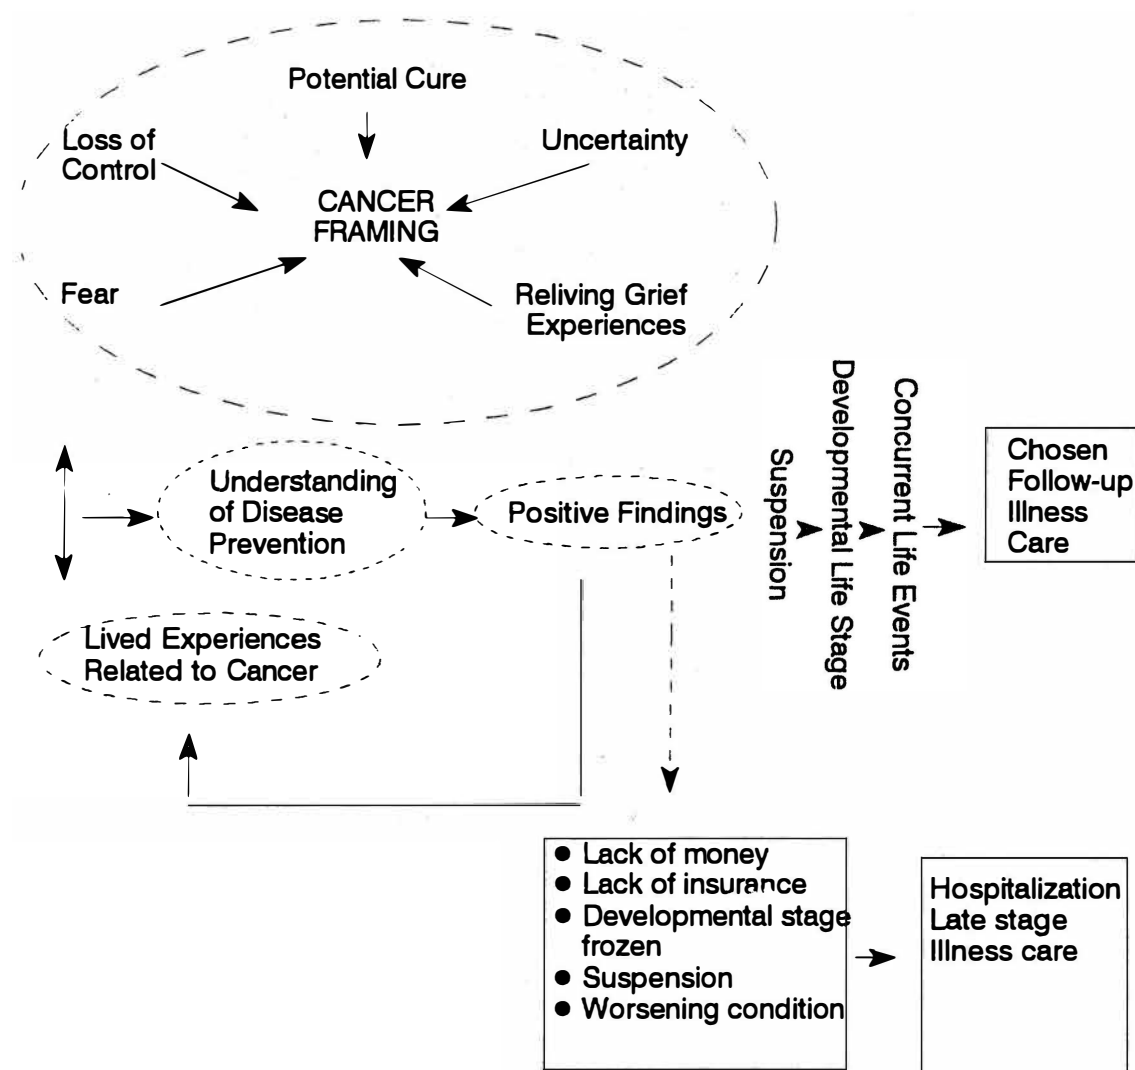 Potential Cure
Loss of
Control
Uncertainty
CANCER
FRAMING
Fear
Reliving Grief
Experiences
Understanding
of Disease
Prevention
Positive Findings
Suspension
Developmental Life Stage
Concurrent Life Events
Chosen
Follow-up
Illness
Care
Lived Experiences
Related to Cancer
● Lack of money
● Lack of insurance
● Developmental stage
frozen
● Suspension
● Worsening condition
Hospitalization
Late stage
Illness care